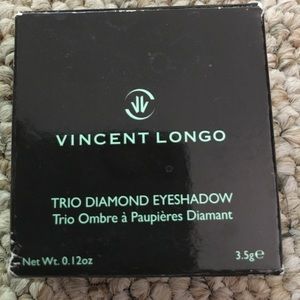 VINCENT LONGO
TRIO DIAMOND EYESHADOW
Trio Ombre à Paupières Diamant
Net Wt. 0.12oz 3.5g℮